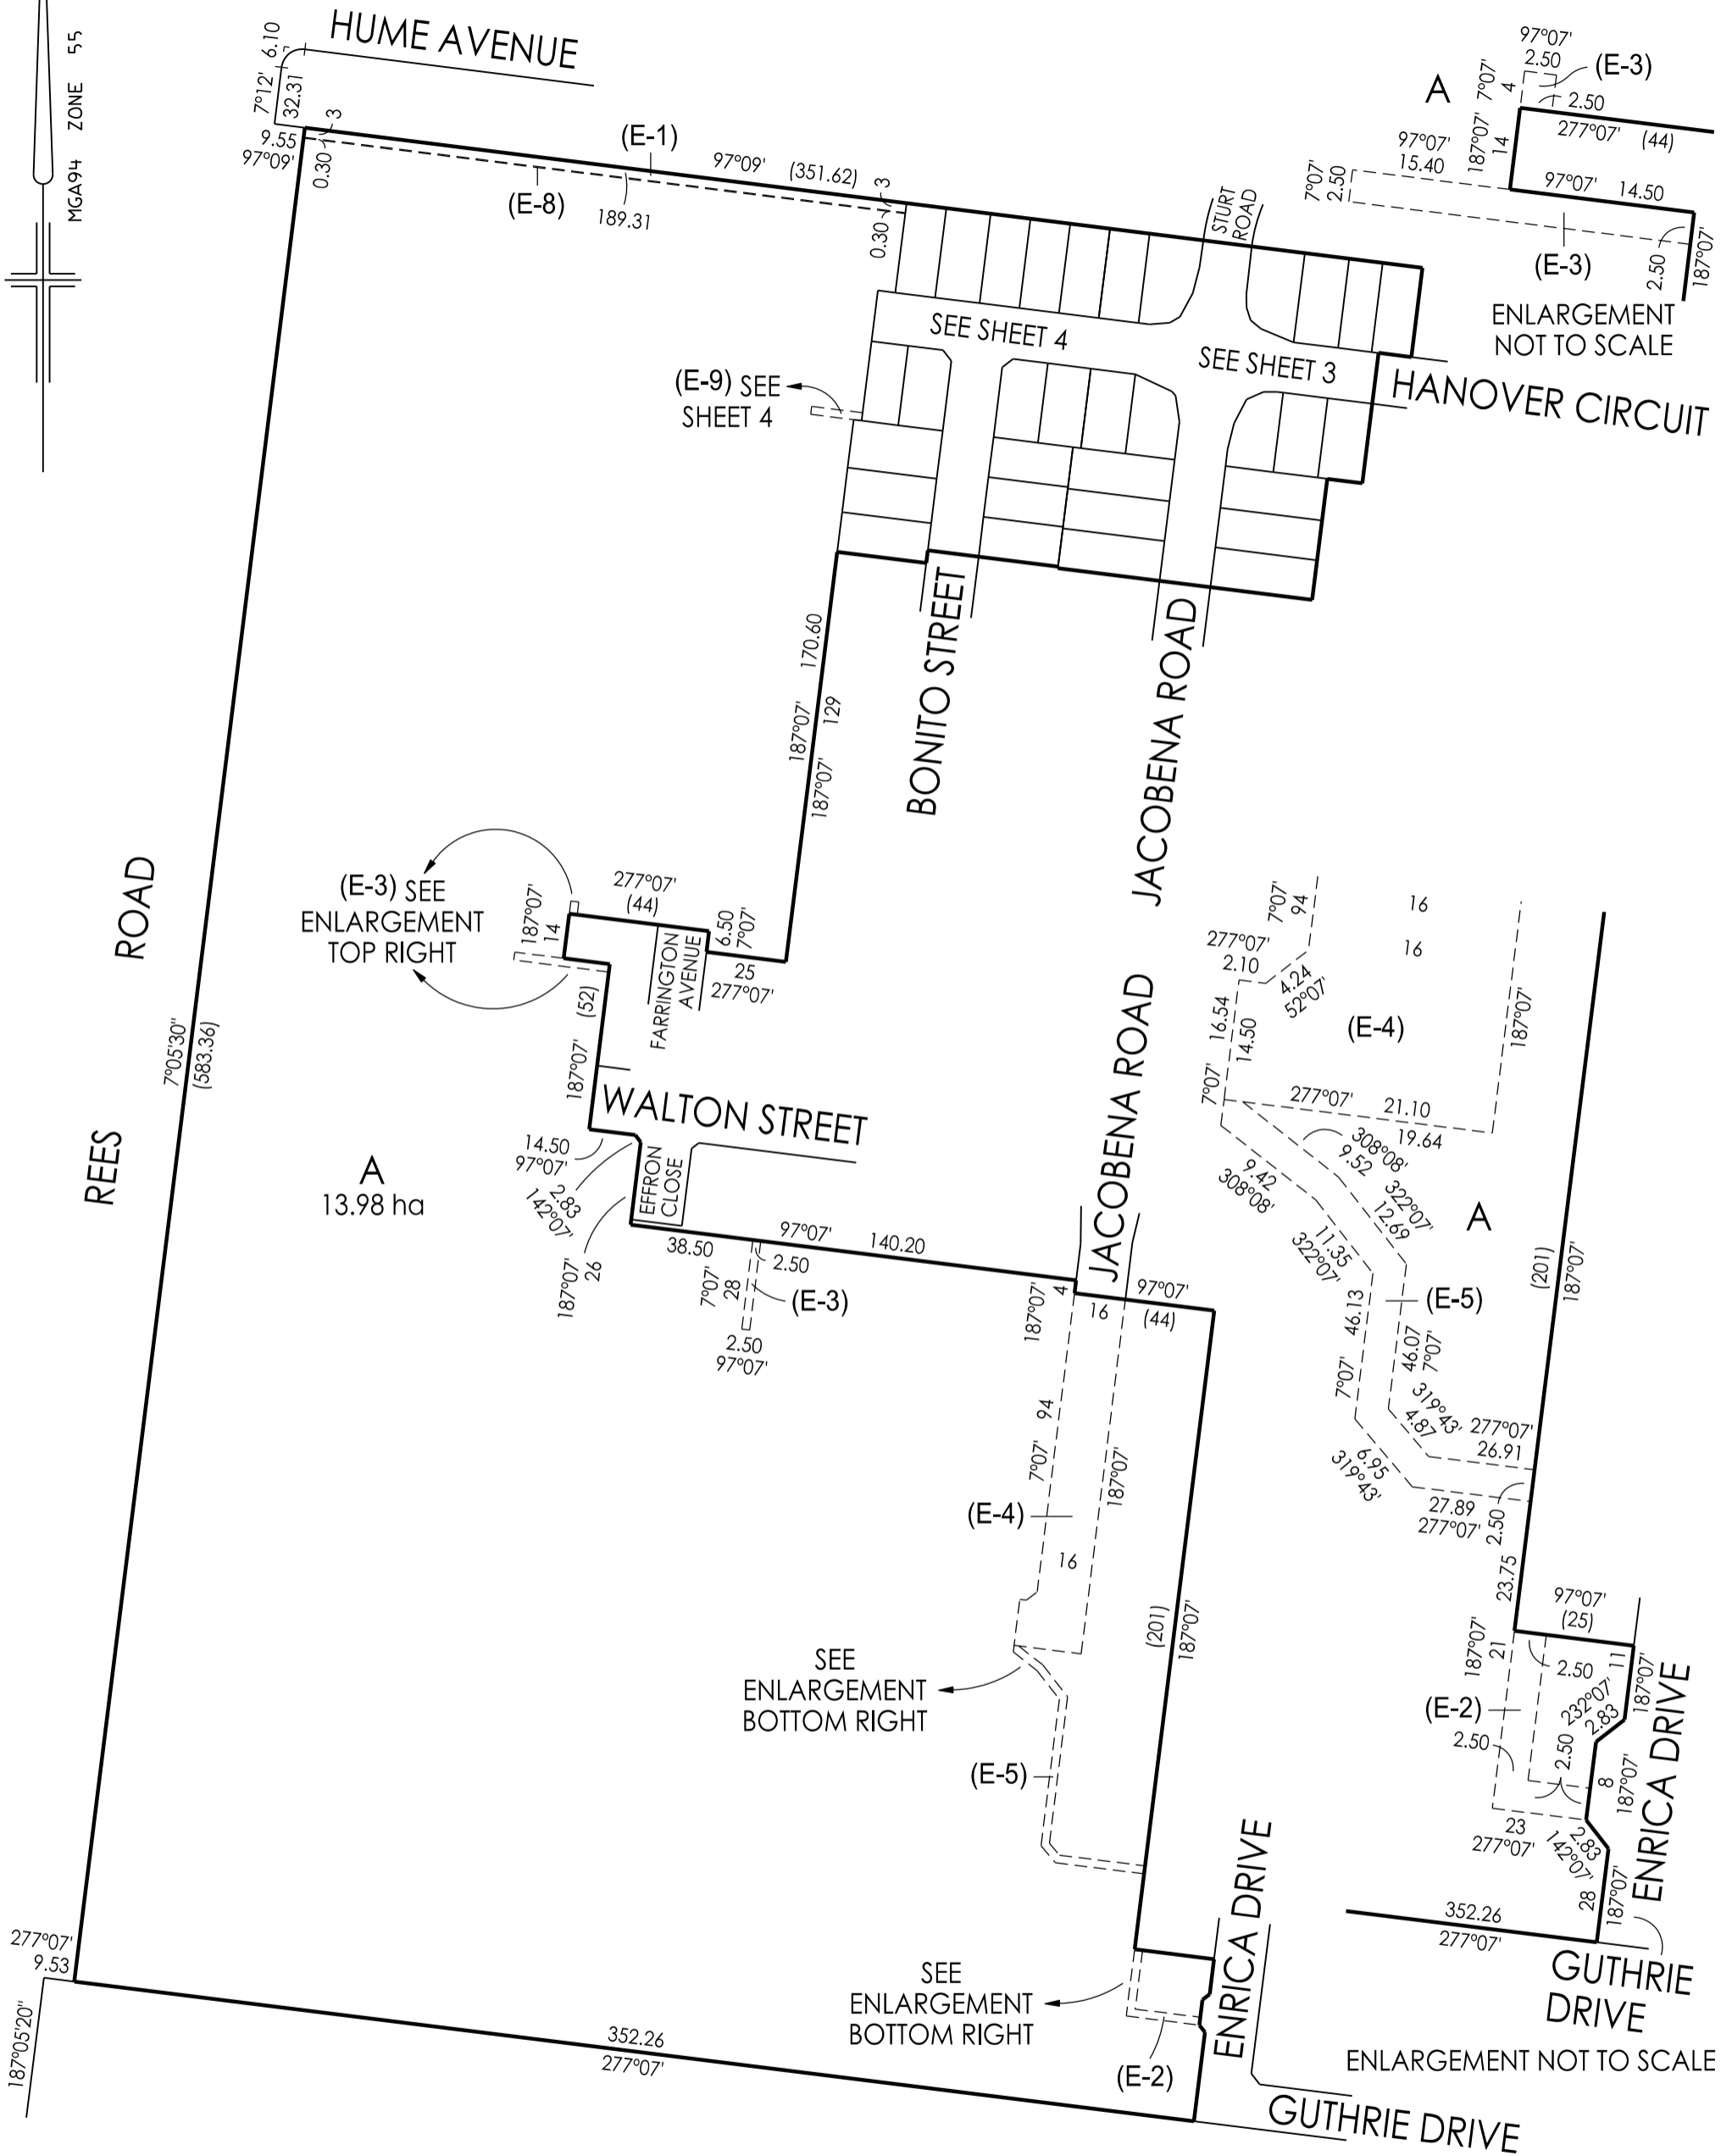 MGA94 ZONE 55
HUME AVENUE
7°12' 6.10
32.31
9.55
97°09'
3
0.30
(E-1)
(E-8)
97°09' (351.62)
189.31
3
0.30
STURT
ROAD
SEE SHEET 4
SEE SHEET 3
HANOVER CIRCUIT
(E-9) SEE
SHEET 4
97°07'
2.50
(E-3)
A
7°07'
4
2.50
277°07' (44)
187°07'
14
97°07'
15.40
7°07'
2.50
97°07' 14.50
(E-3)
2.50
187°07'
ENLARGEMENT
NOT TO SCALE
170.60
187°07'
129
187°07'
BONITO STREET
JACOBENA ROAD
REES ROAD
7°05'30"
(583.36)
(E-3) SEE
ENLARGEMENT
TOP RIGHT
277°07'
(44)
187°07'
14
6.50
7°07'
25
277°07'
FARRINGTON
AVENUE
(52)
187°07'
WALTON STREET
14.50
97°07'
2.83
142°07'
EFFRON
CLOSE
187°07'
26
A
13.98 ha
97°07' 140.20
38.50
2.50
7°07'
28
(E-3)
2.50
97°07'
JACOBENA ROAD
187°07'
4
16
97°07'
(44)
94
7°07'
187°07'
(E-4)
16
(201)
187°07'
SEE
ENLARGEMENT
BOTTOM RIGHT
(E-5)
7°07'
94
16
16
277°07'
2.10
4.24
52°07'
16.54
14.50
7°07'
(E-4)
187°07'
277°07' 21.10
19.64
308°08'
9.52
9.42
308°08'
322°07'
12.69
11.35
322°07'
A
(201)
187°07'
46.13
7°07'
(E-5)
46.07
7°07'
319°43'
4.87
277°07'
26.91
6.95
319°43'
27.89
277°07'
2.50
23.75
97°07'
(25)
187°07'
21
2.50
11
187°07'
(E-2)
232°07'
2.83
2.50
2.50
8
187°07'
23
277°07'
2.83
142°07'
28
187°07'
ENRICA DRIVE
352.26
277°07'
GUTHRIE
DRIVE
ENLARGEMENT NOT TO SCALE
277°07'
9.53
187°05'20"
352.26
277°07'
SEE
ENLARGEMENT
BOTTOM RIGHT
(E-2)
ENRICA DRIVE
GUTHRIE DRIVE